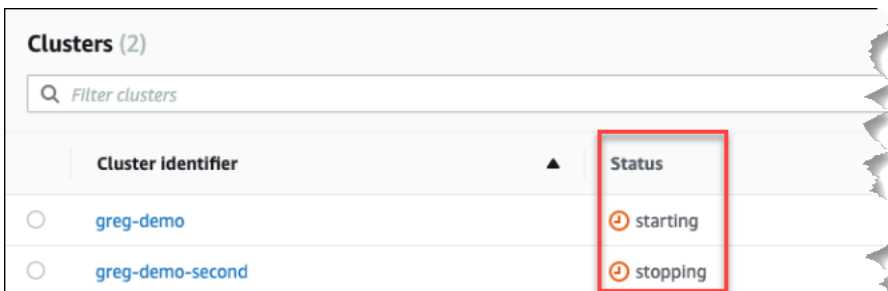 Clusters (2)
Filter clusters
Cluster identifier Status
greg-demo starting
greg-demo-second stopping